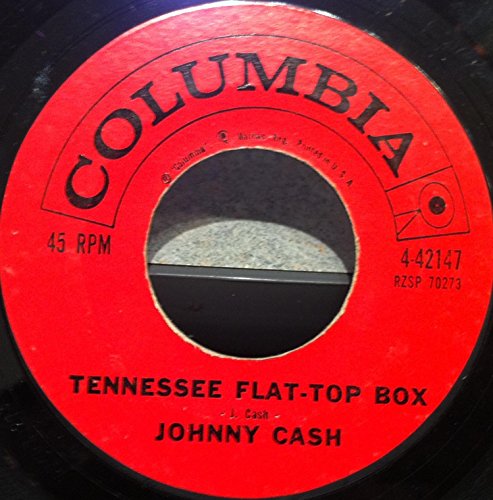 COLUMBIA
® "Columbia" ® Marcas Reg. Printed in U.S.A.
45 RPM
4-42147
RZSP 70273
TENNESSEE FLAT-TOP BOX
- J. Cash -
JOHNNY CASH